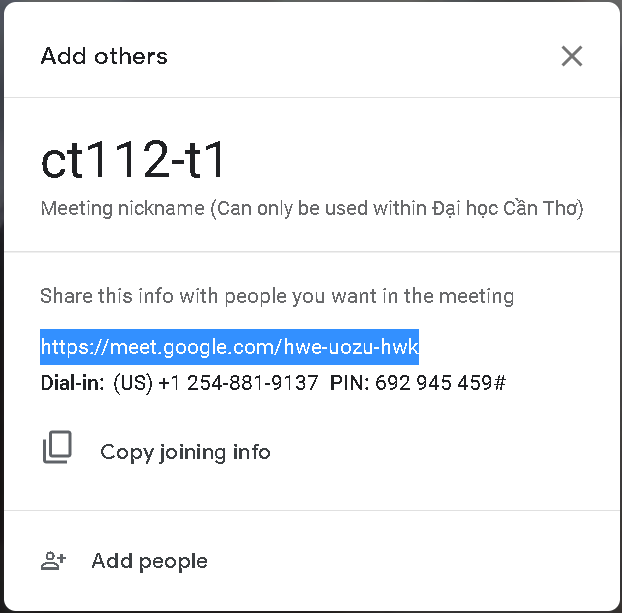 Add others
ct112-t1
Meeting nickname (Can only be used within Đại học Cần Thơ)
Share this info with people you want in the meeting
https://meet.google.com/hwe-uozu-hwk
Dial-in: (US) +1 254-881-9137 PIN: 692 945 459#
Copy joining info
Add people